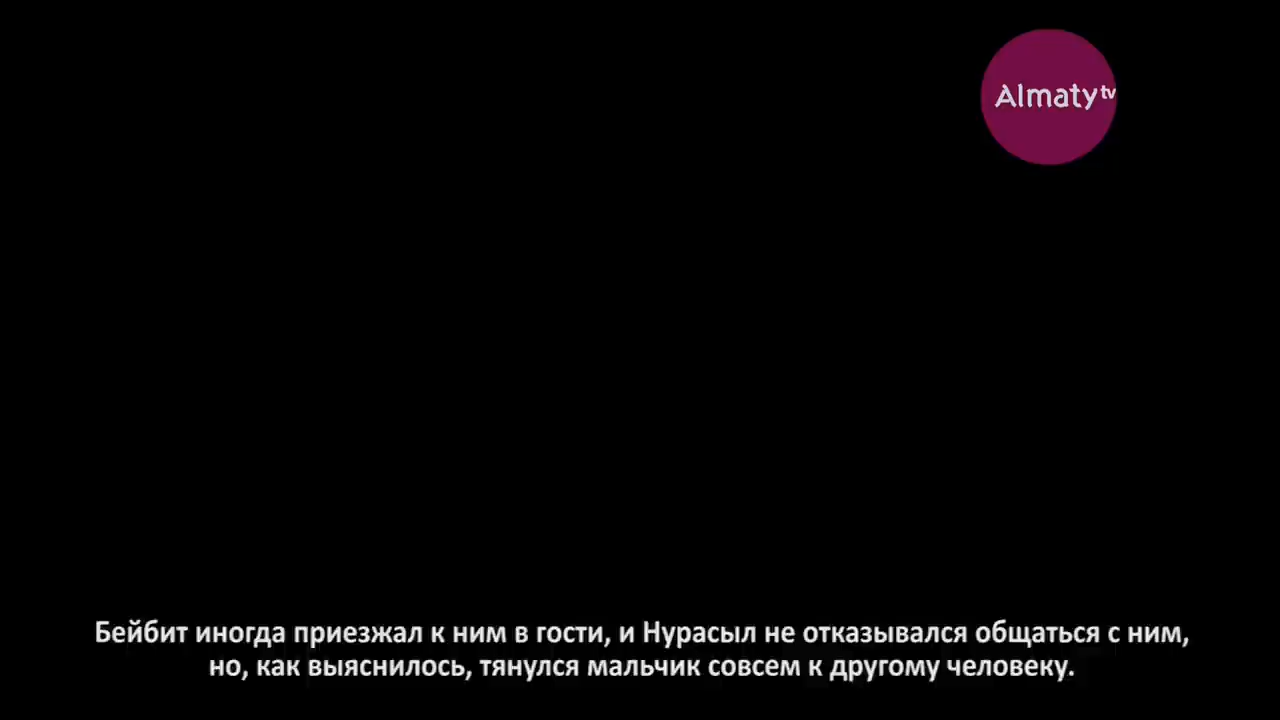 Almaty tv
Бейбит иногда приезжал к ним в гости, и Нурасыл не отказывался общаться с ним,
но, как выяснилось, тянулся мальчик совсем к другому человеку.